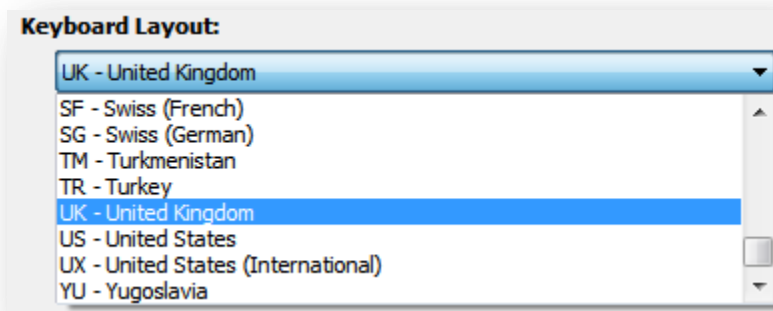 Keyboard Layout:
UK - United Kingdom
SF - Swiss (French)
SG - Swiss (German)
TM - Turkmenistan
TR - Turkey
UK - United Kingdom
US - United States
UX - United States (International)
YU - Yugoslavia